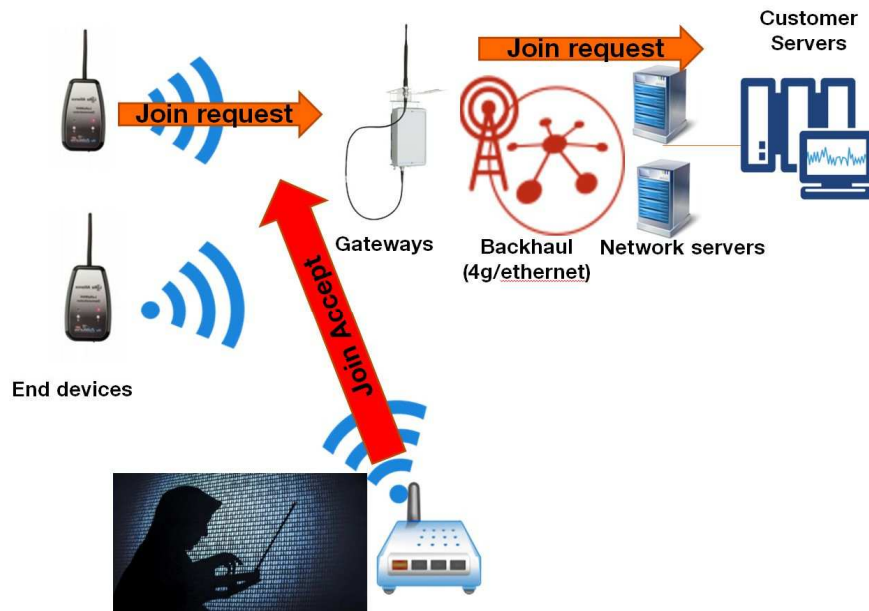 Customer
Servers
Join request
Join request
Gateways
Backhaul
(4g/ethernet)
Network servers
Join Accept
End devices